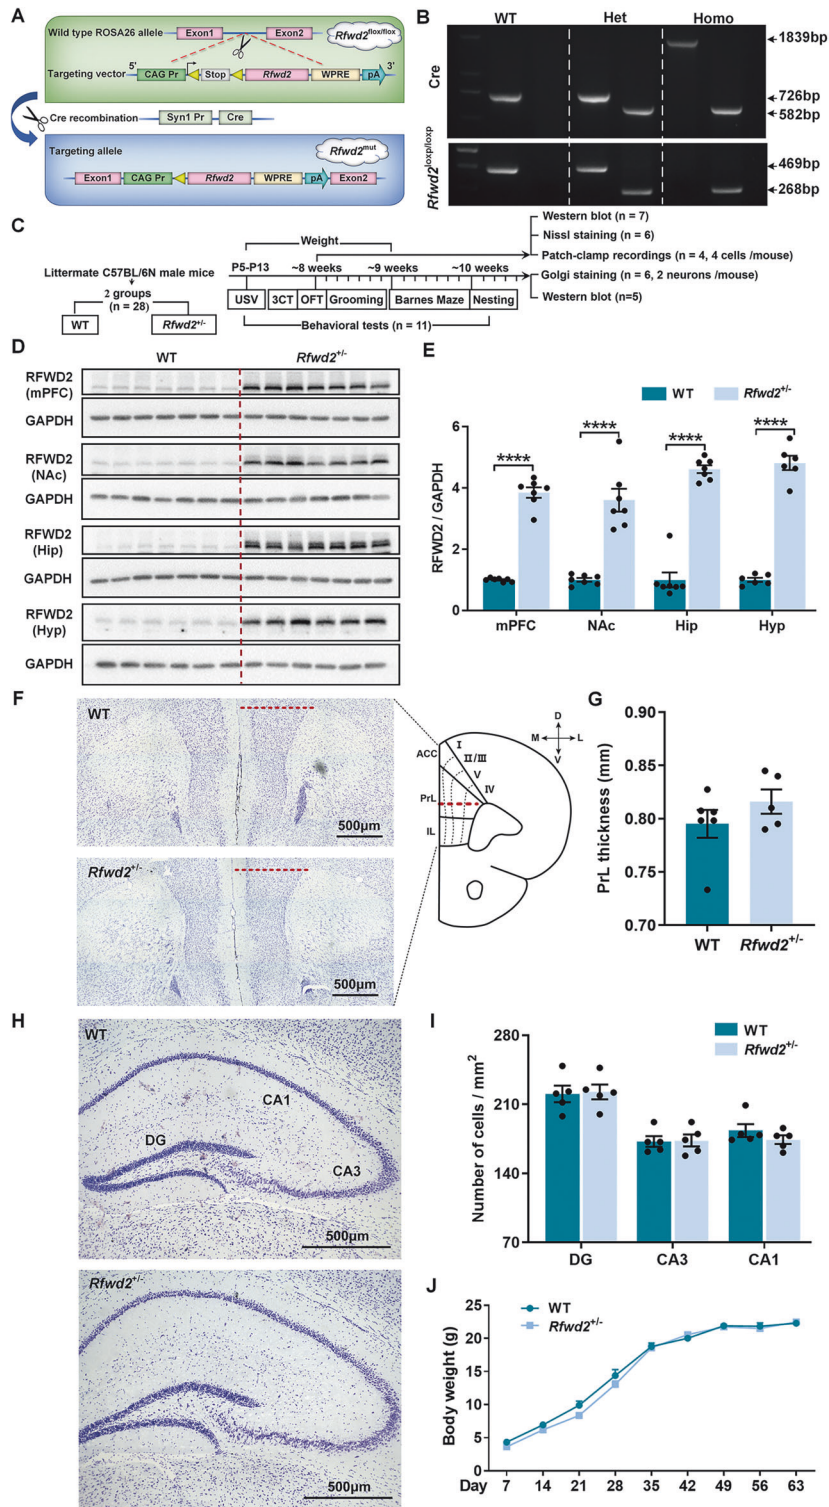 A
Wild type ROSA26 allele
Exon1
Exon2
Rfwd2flox/flox
5'
3'
Targeting vector
CAG Pr
Stop
Rfwd2
WPRE
pA
Cre recombination
Syn1 Pr
Cre
Targeting allele
Rfwd2mut
Exon1
CAG Pr
Rfwd2
WPRE
pA
Exon2
B
WT
Het
Homo
Cre
1839bp
726bp
582bp
Rfwd2loxp/loxp
469bp
268bp
C
Littermate C57BL/6N male mice
2 groups
(n = 28)
WT
Rfwd2+/-
Weight
P5-P13
~8 weeks
~9 weeks
~10 weeks
USV
3CT
OFT
Grooming
Barnes Maze
Nesting
Behavioral tests (n = 11)
Western blot (n = 7)
Nissl staining (n = 6)
Patch-clamp recordings (n = 4, 4 cells /mouse)
Golgi staining (n = 6, 2 neurons /mouse)
Western blot (n=5)
D
WT
Rfwd2+/-
RFWD2
(mPFC)
GAPDH
RFWD2
(NAc)
GAPDH
RFWD2
(Hip)
GAPDH
RFWD2
(Hyp)
GAPDH
E
WT
Rfwd2+/-
RFWD2 / GAPDH
6
4
2
0
****
****
****
****
mPFC
NAc
Hip
Hyp
F
WT
500μm
Rfwd2+/-
500μm
ACC
PrL
IL
I
II/III
V
IV
D
M
L
V
G
PrL thickness (mm)
0.90
0.85
0.80
0.75
0.70
WT
Rfwd2+/-
H
WT
CA1
DG
CA3
500μm
Rfwd2+/-
500μm
I
WT
Rfwd2+/-
Number of cells / mm2
280
210
140
70
DG
CA3
CA1
J
WT
Rfwd2+/-
Body weight (g)
25
20
15
10
5
0
Day
7
14
21
28
35
42
49
56
63